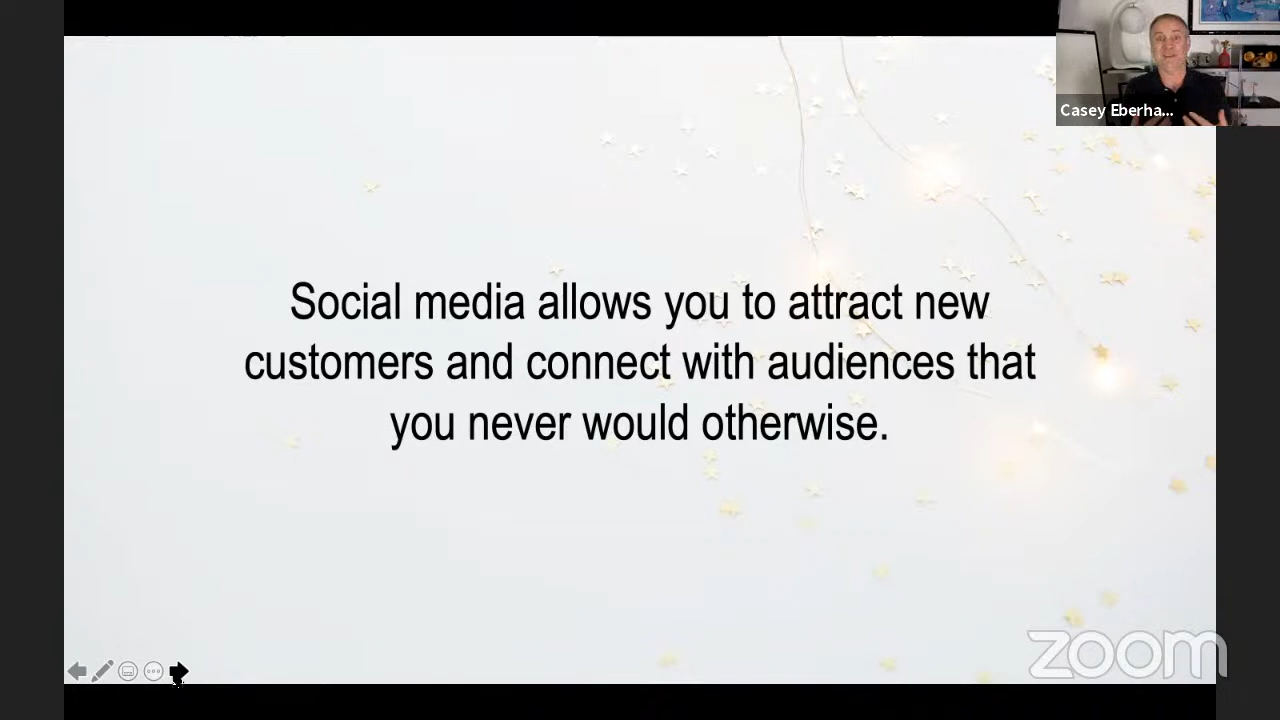 Casey Eberha...
Social media allows you to attract new
customers and connect with audiences that
you never would otherwise.
zoom